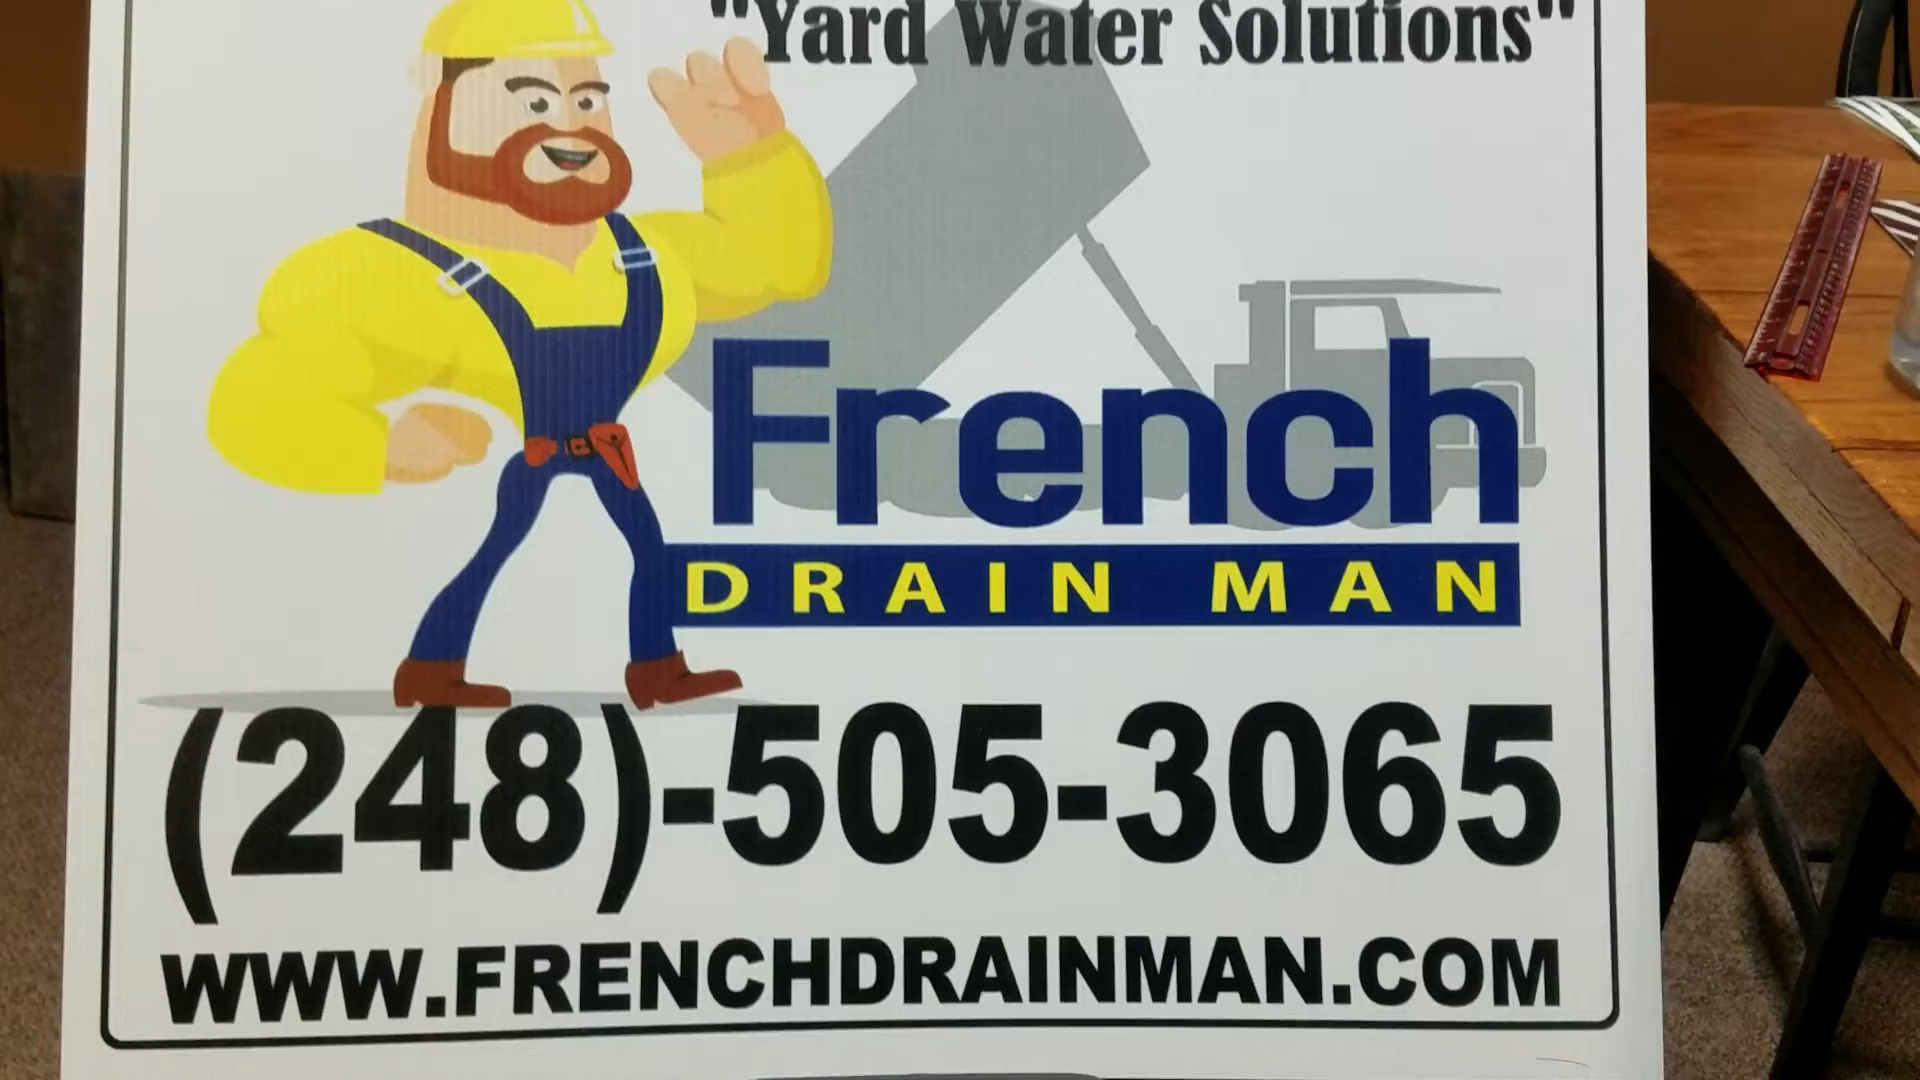 "Yard Water Solutions"
French
DRAIN MAN
(248)-505-3065
WWW.FRENCHDRAINMAN.COM